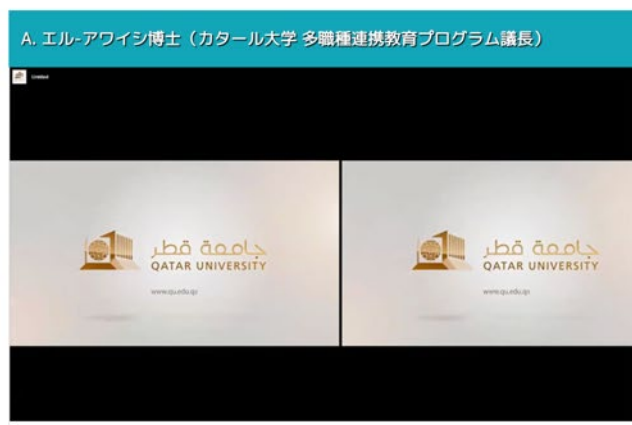 A. エル-アワイシ博士（カタール大学 多職種連携教育プログラム議長）
Untitled
جامعة قطر
QATAR UNIVERSITY
www.qu.edu.qa
جامعة قطر
QATAR UNIVERSITY
www.qu.edu.qa